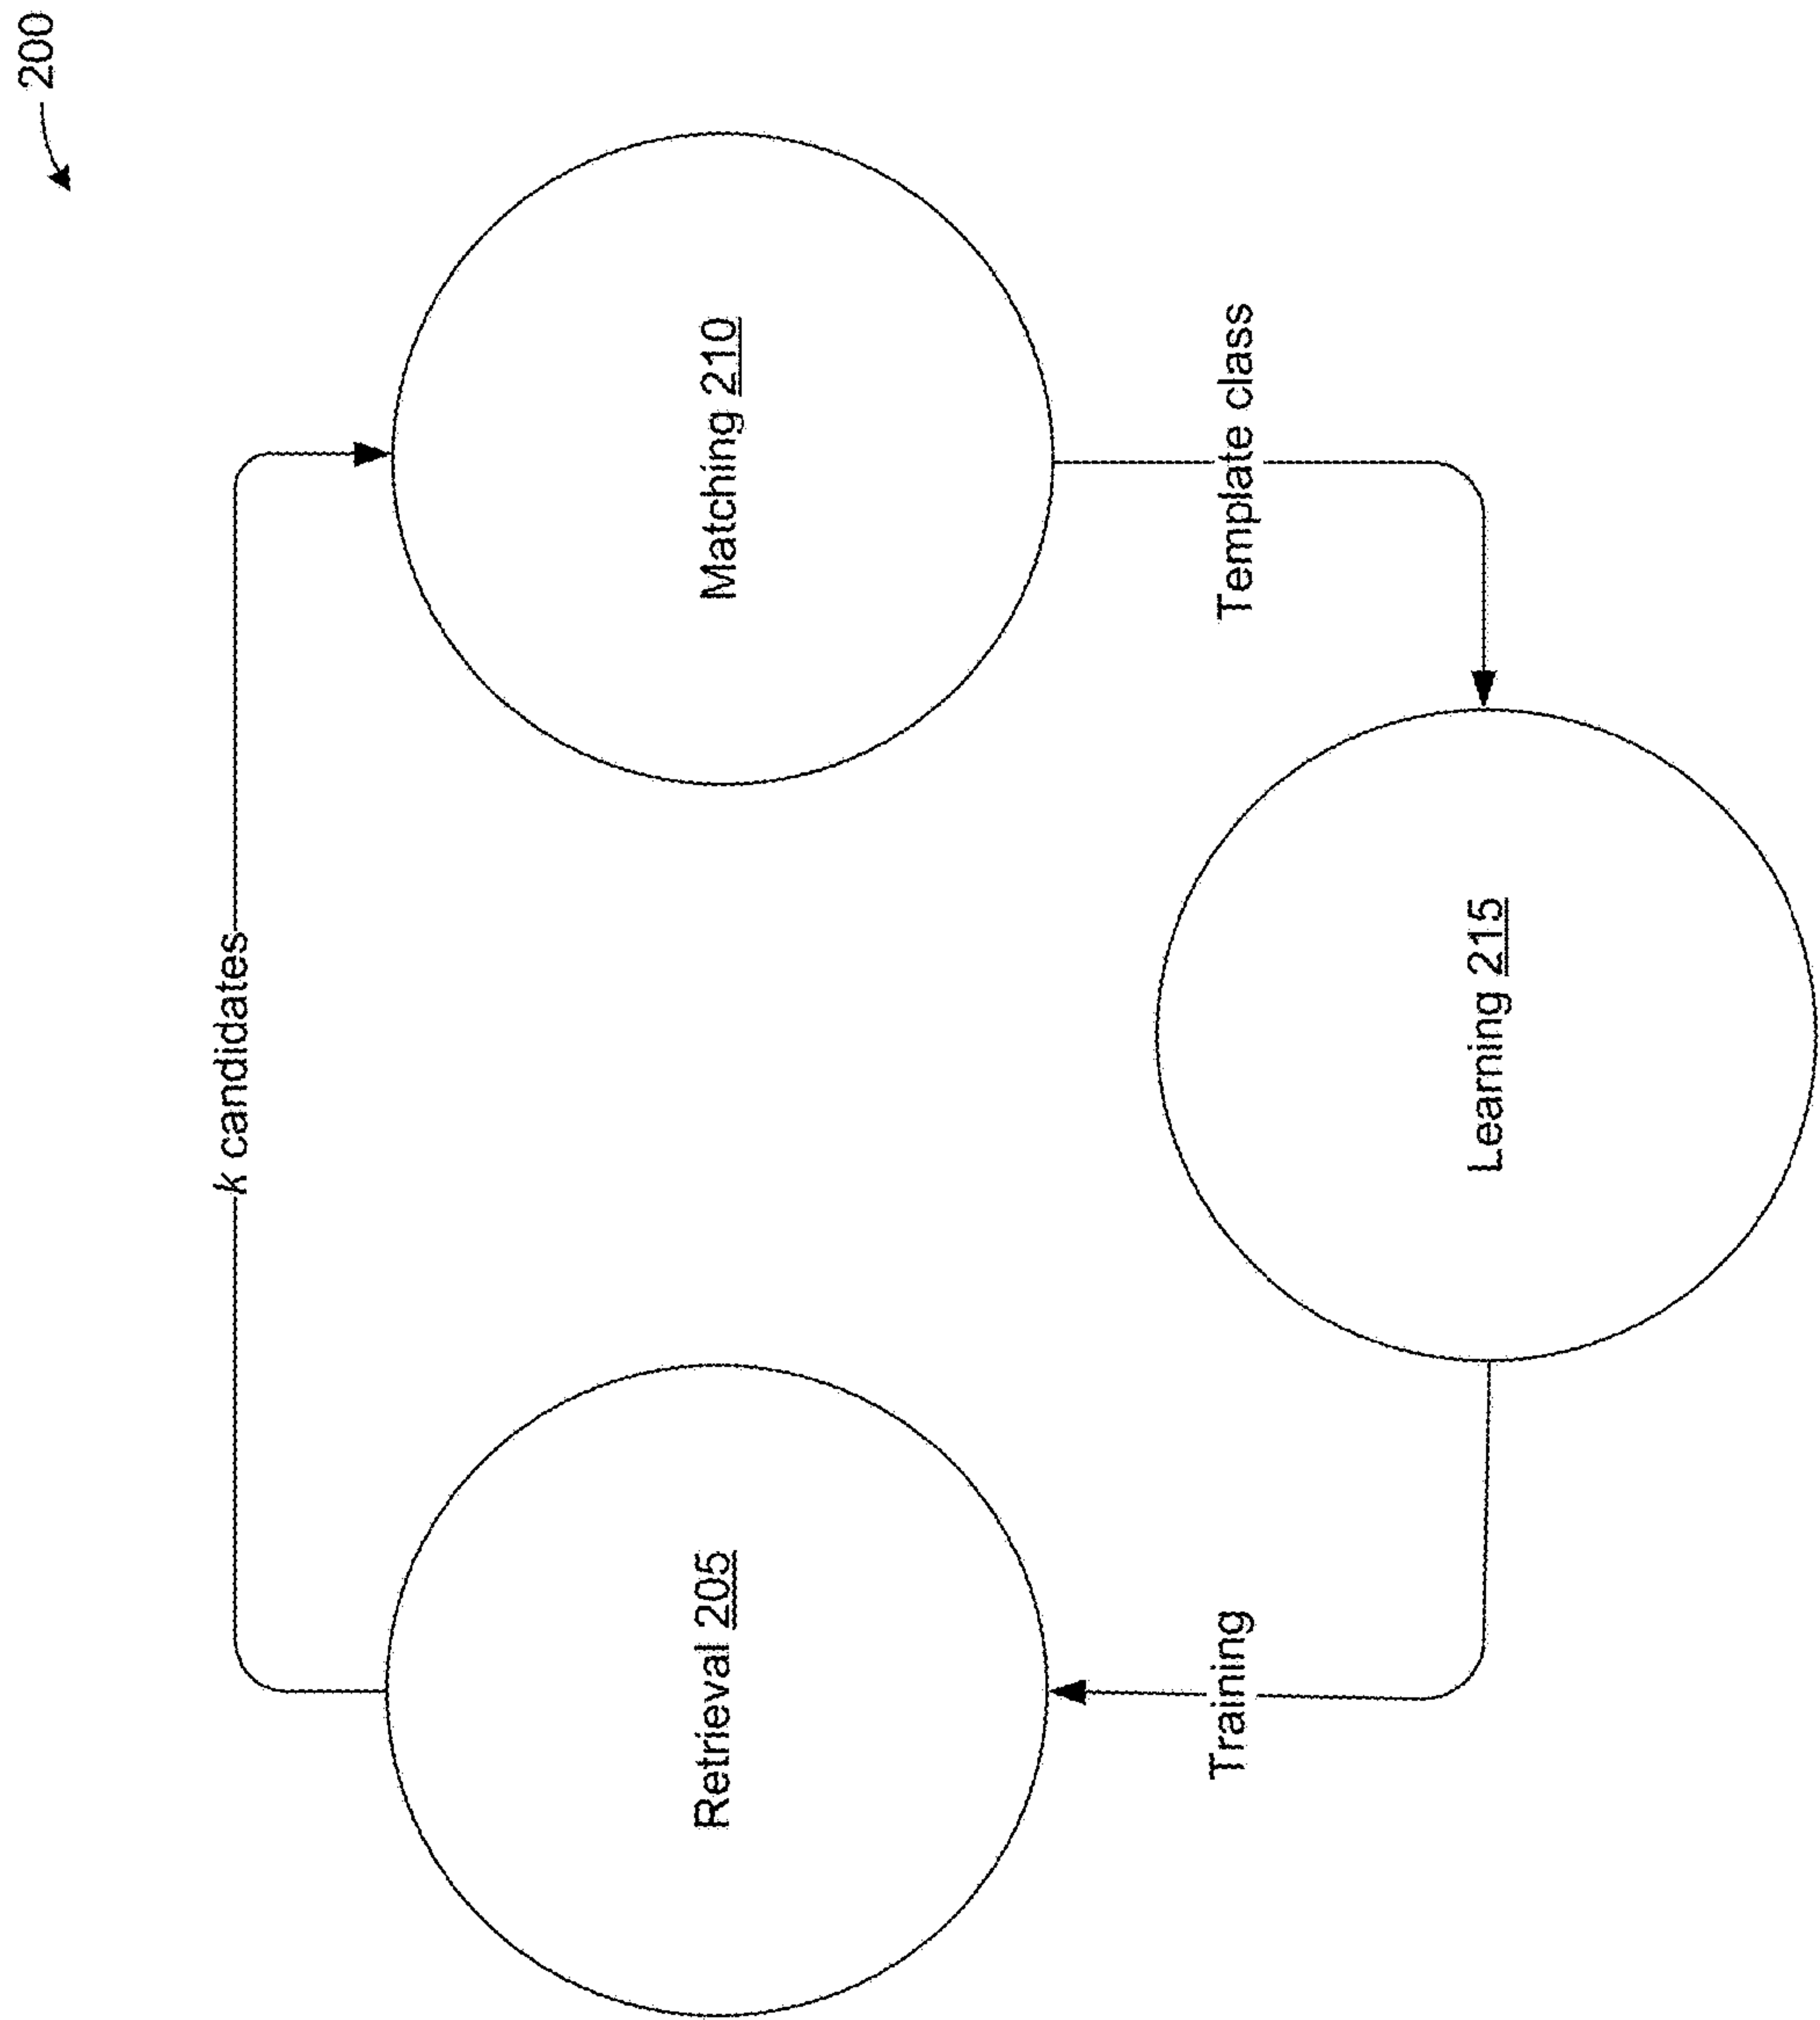 200
k candidates
Retrieval 205
Matching 210
Training
Template class
Learning 215